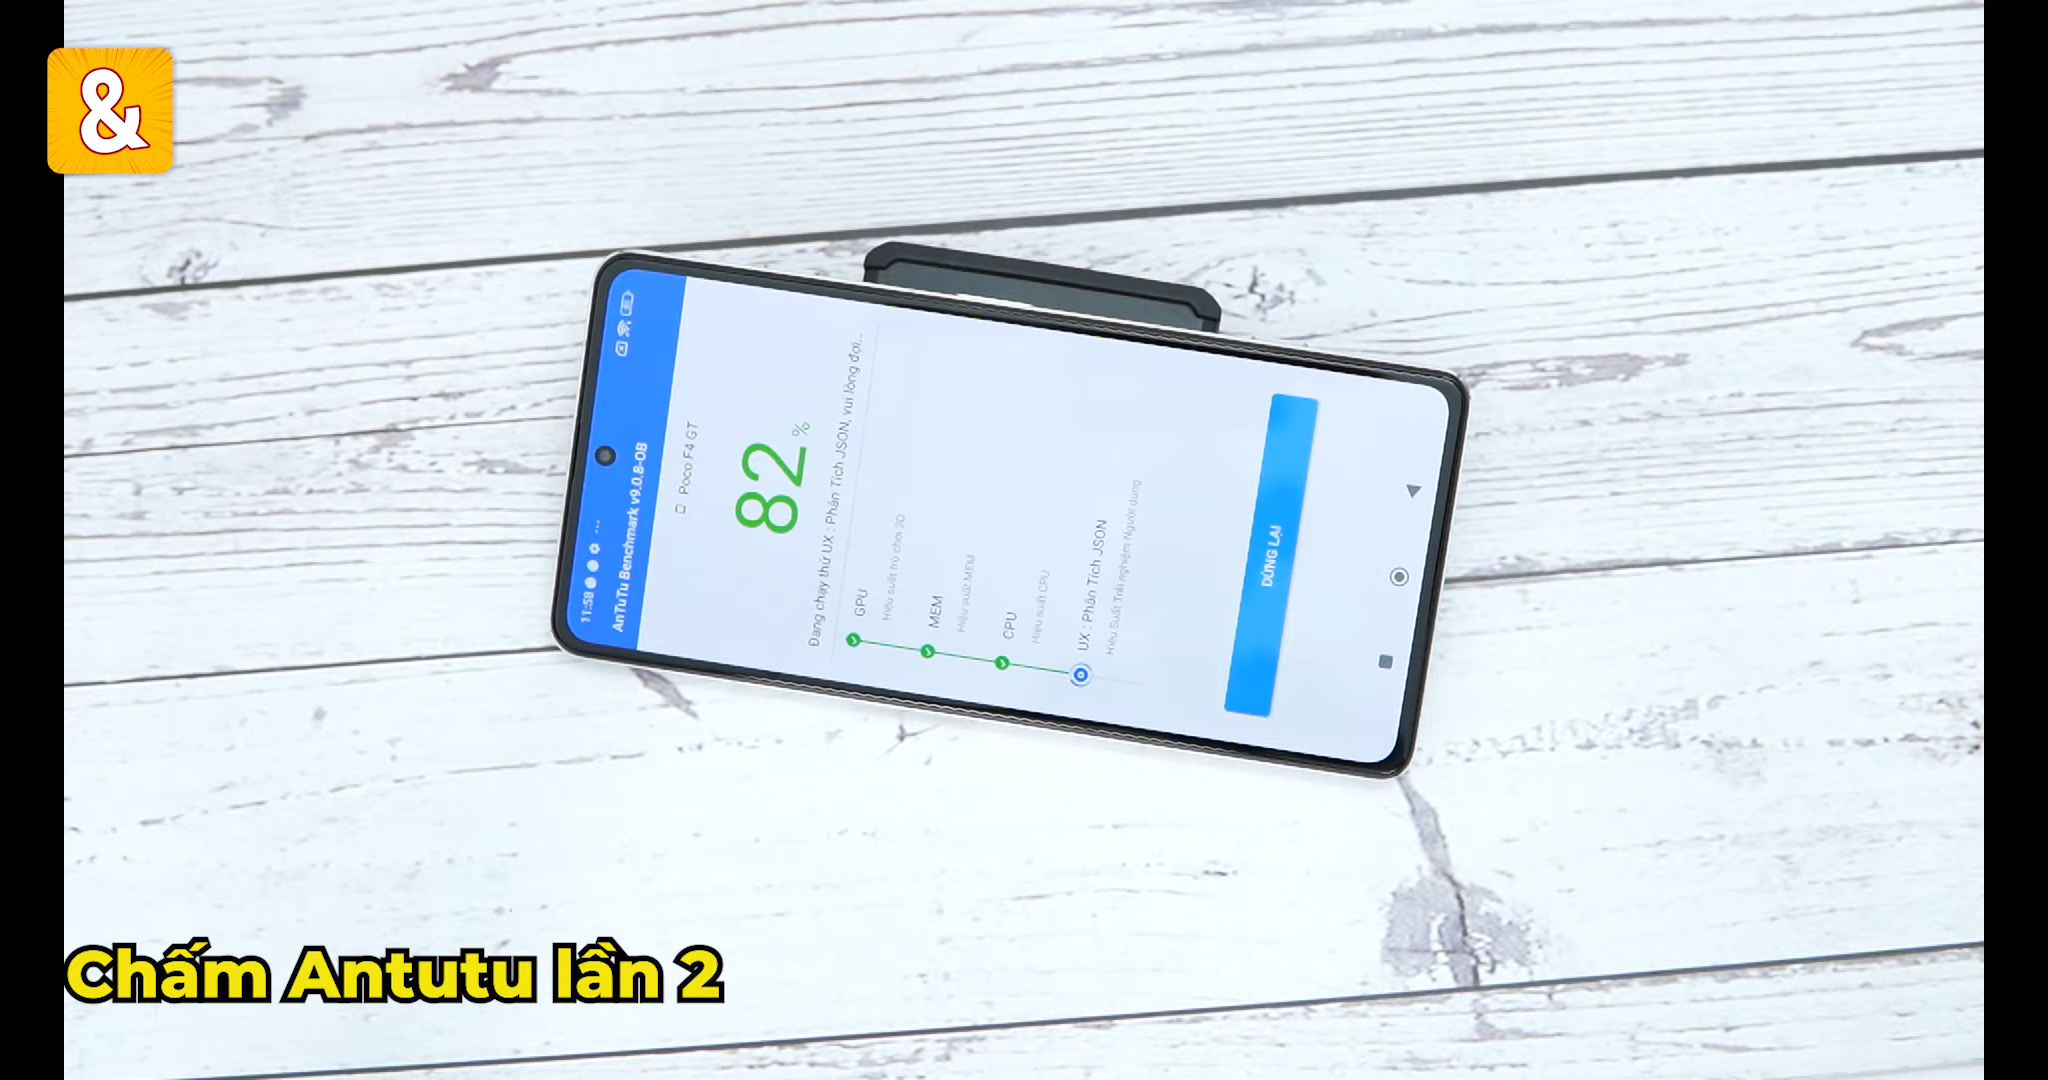 &
11:58
AnTuTu Benchmark v9.0.8-OB
Poco F4 GT
82%
Đang chạy thử UX : Phân Tích JSON, vui lòng đợi...
GPU
Hiệu suất trò chơi 3D
MEM
Hiệu suất MEM
CPU
Hiệu suất CPU
UX : Phân Tích JSON
Hiệu Suất Trải nghiệm Người dùng
DỪNG LẠI
Chấm Antutu lần 2